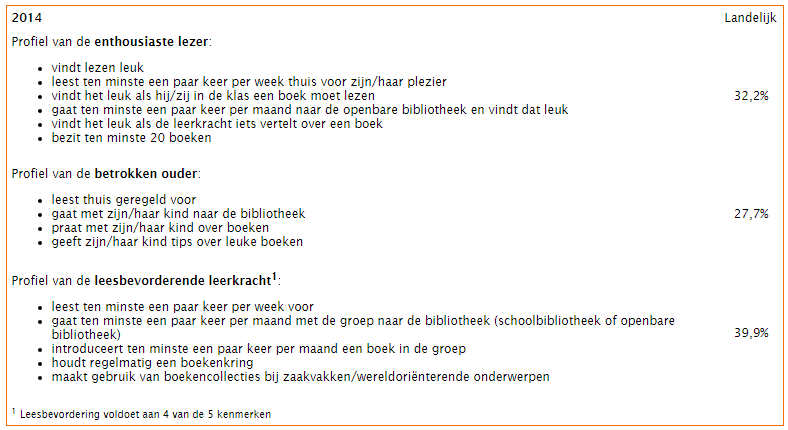 2014 Landelijk
Profiel van de enthousiaste lezer:
• vindt lezen leuk
• leest ten minste een paar keer per week thuis voor zijn/haar plezier
• vindt het leuk als hij/zij in de klas een boek moet lezen
32,2%
• gaat ten minste een paar keer per maand naar de openbare bibliotheek en vindt dat leuk
• vindt het leuk als de leerkracht iets vertelt over een boek
• bezit ten minste 20 boeken
Profiel van de betrokken ouder:
• leest thuis geregeld voor
• gaat met zijn/haar kind naar de bibliotheek
27,7%
• praat met zijn/haar kind over boeken
• geeft zijn/haar kind tips over leuke boeken
Profiel van de leesbevorderende leerkracht¹:
• leest ten minste een paar keer per week voor
• gaat ten minste een paar keer per maand met de groep naar de bibliotheek (schoolbibliotheek of openbare
bibliotheek)
39,9%
• introduceert ten minste een paar keer per maand een boek in de groep
• houdt regelmatig een boekenkring
• maakt gebruik van boekencollecties bij zaakvakken/wereldoriënterende onderwerpen
¹ Leesbevordering voldoet aan 4 van de 5 kenmerken